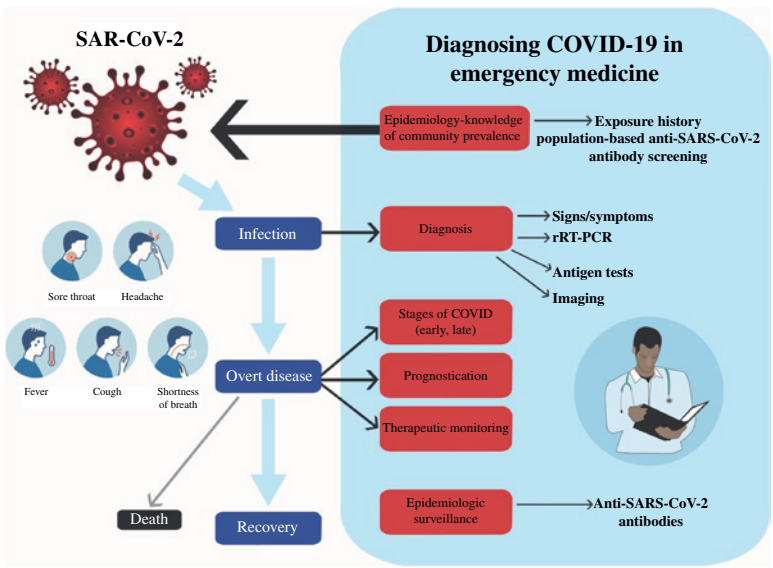 SAR-CoV-2
Diagnosing COVID-19 in
emergency medicine
Epidemiology-knowledge
of community prevalence
Exposure history
population-based anti-SARS-CoV-2
antibody screening
Infection
Diagnosis
Signs/symptoms
rRT-PCR
Antigen tests
Imaging
Sore throat
Headache
Stages of COVID
(early, late)
Fever
Cough
Shortness
of breath
Overt disease
Prognostication
Therapeutic monitoring
Death
Recovery
Epidemiologic
surveillance
Anti-SARS-CoV-2
antibodies